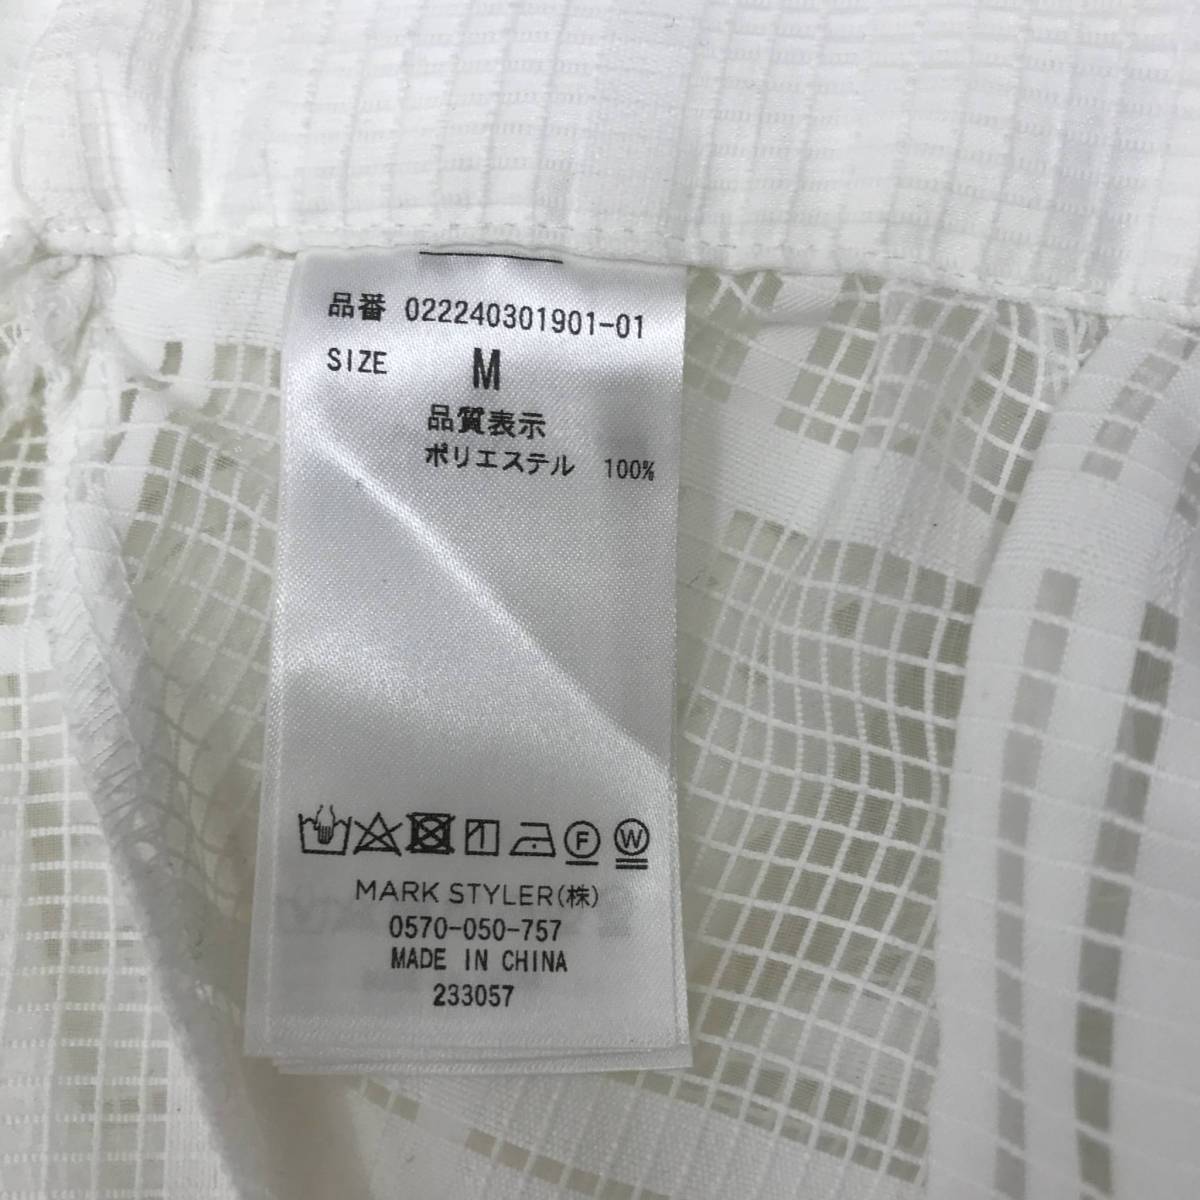 品番 022240301901-01
SIZE M
品質表示
ポリエステル 100%
F W
MARK STYLER(株)
0570-050-757
MADE IN CHINA
233057